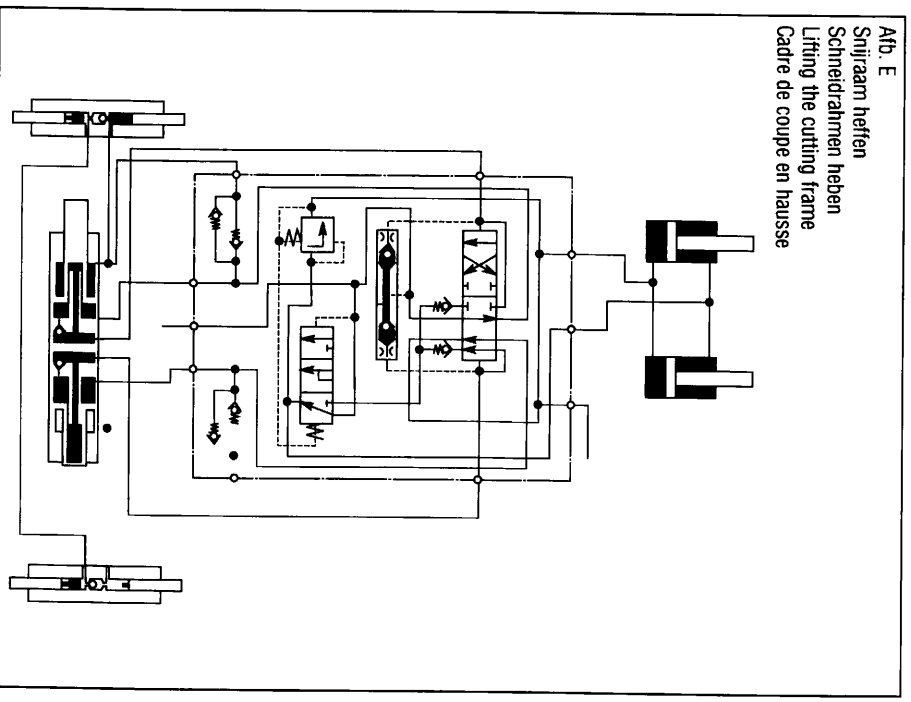 Afb. E
Snijraam heffen
Schneidrahmen heben
Lifting the cutting frame
Cadre de coupe en hausse